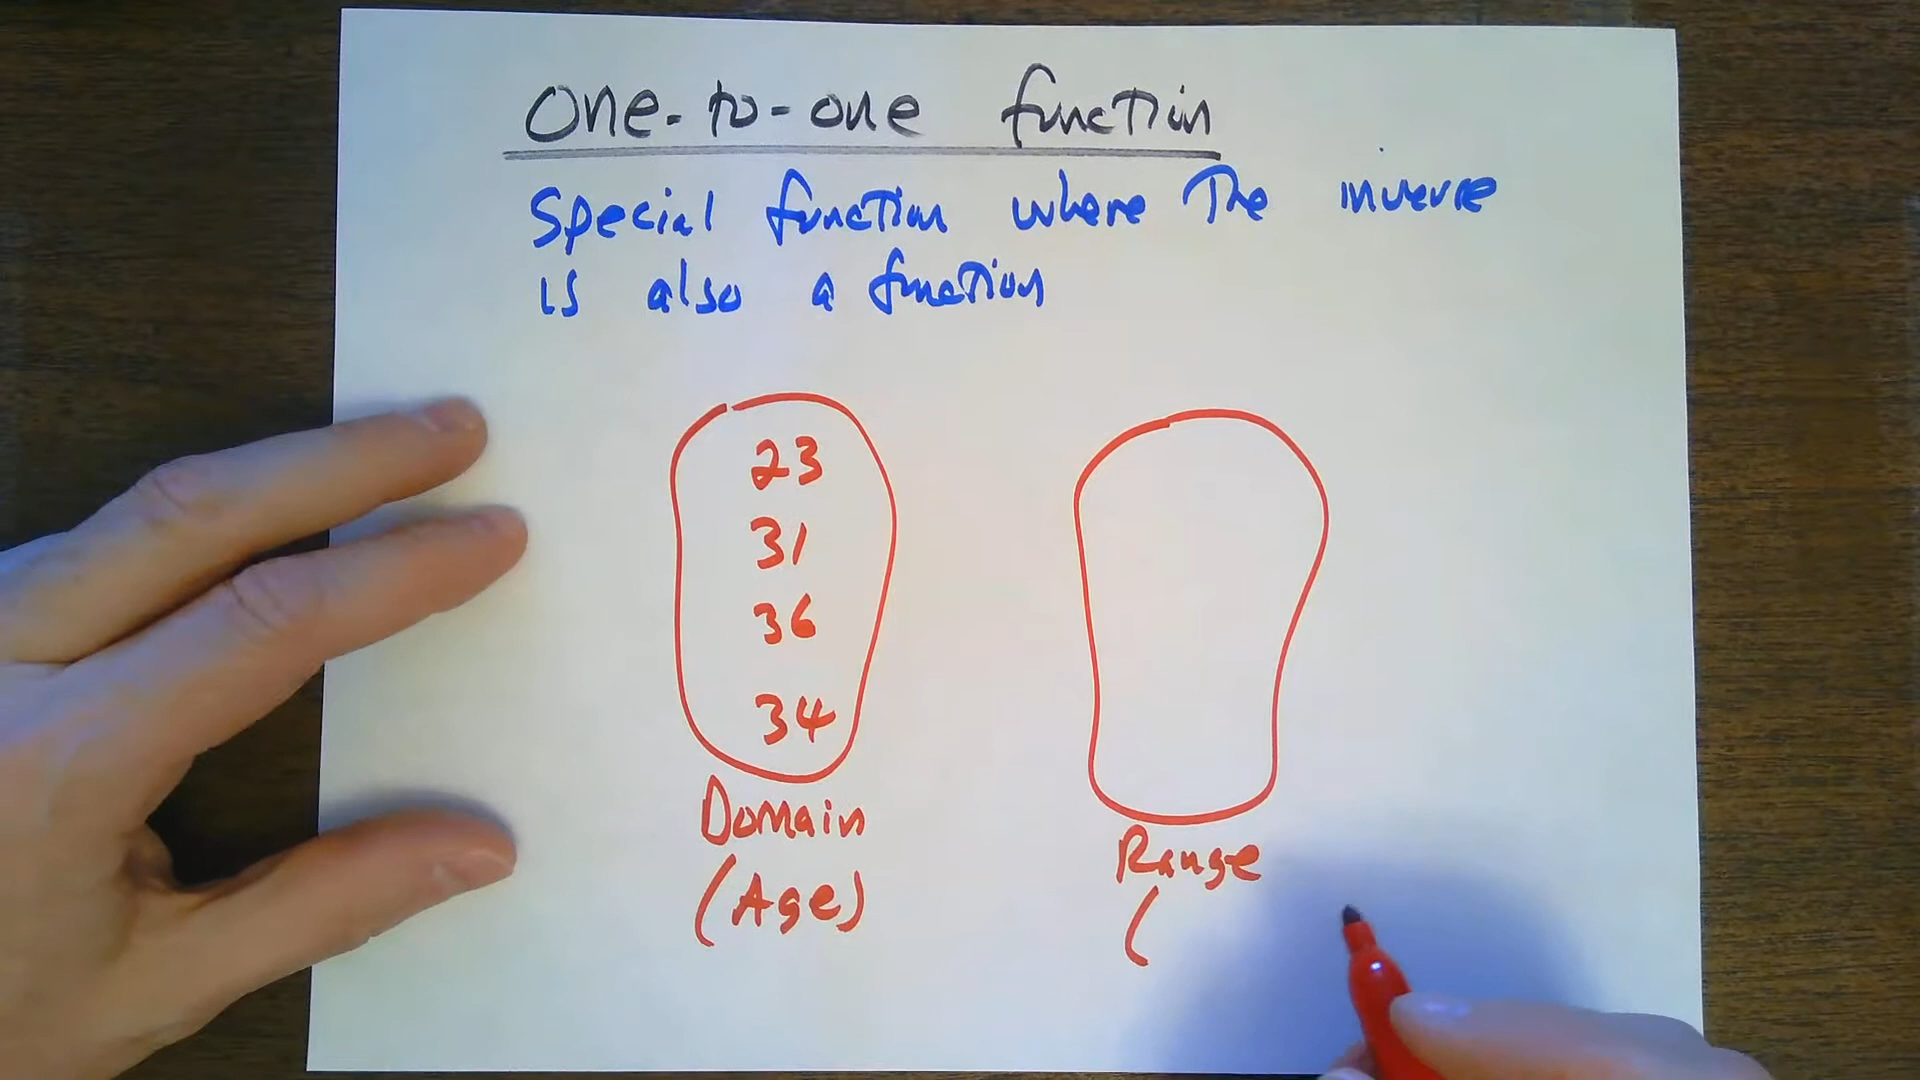 One-to-one function
Special function where the inverse
is also a function
23
31
36
34
Domain
(Age)
Range
(